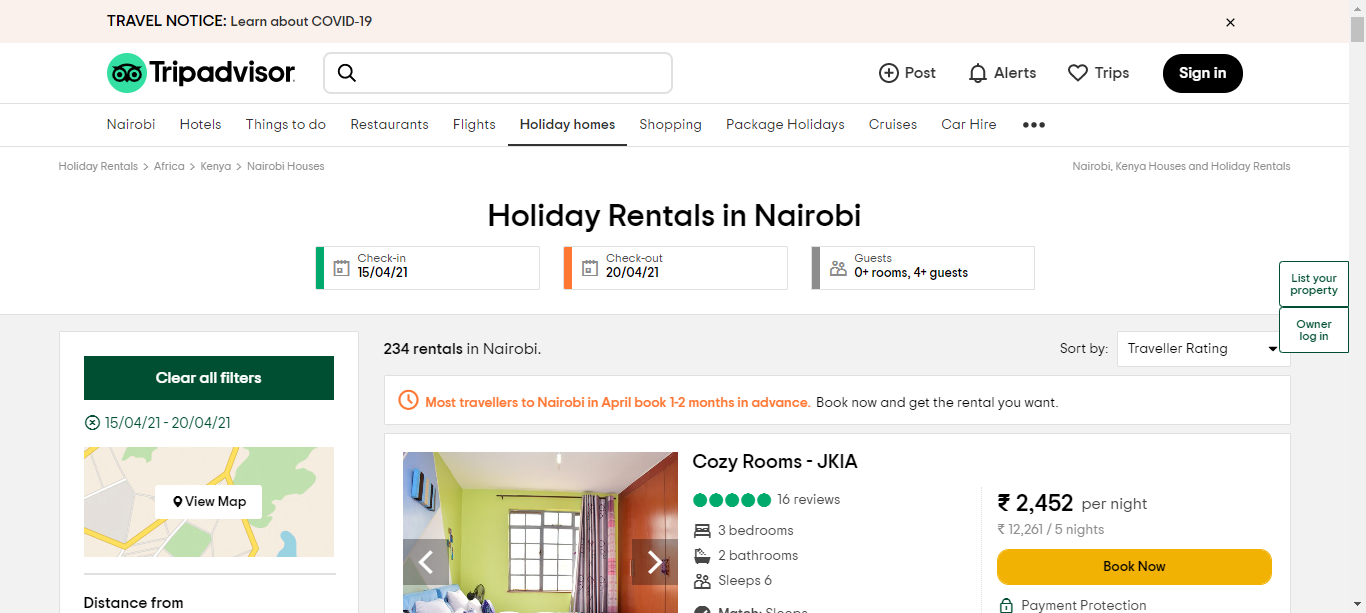 TRAVEL NOTICE: Learn about COVID-19
Tripadvisor
Post
Alerts
Trips
Sign in
Nairobi
Hotels
Things to do
Restaurants
Flights
Holiday homes
Shopping
Package Holidays
Cruises
Car Hire
Holiday Rentals > Africa > Kenya > Nairobi Houses
Nairobi, Kenya Houses and Holiday Rentals
Holiday Rentals in Nairobi
Check-in
15/04/21
Check-out
20/04/21
Guests
0+ rooms, 4+ guests
List your
property
Owner
log in
Clear all filters
15/04/21 - 20/04/21
View Map
Distance from
234 rentals in Nairobi.
Sort by: Traveller Rating
Most travellers to Nairobi in April book 1-2 months in advance. Book now and get the rental you want.
Cozy Rooms - JKIA
16 reviews
3 bedrooms
2 bathrooms
Sleeps 6
Match: Sleeps
₹ 2,452 per night
₹ 12,261 / 5 nights
Book Now
Payment Protection